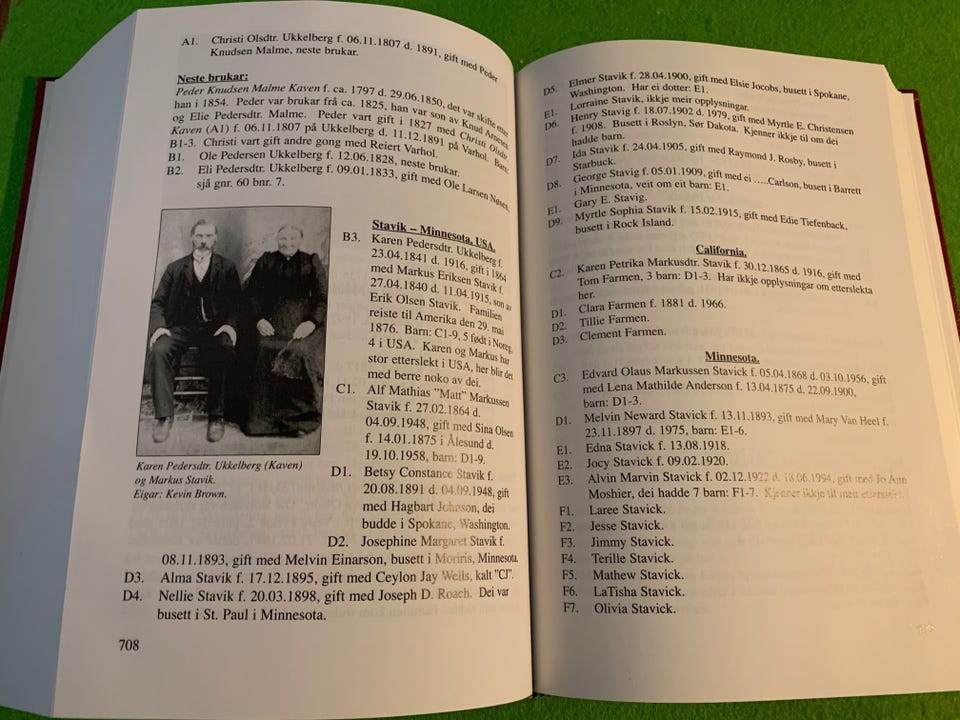 A1. Christi Olsdtr. Ukkelberg f. 06.11.1807 d. 1891, gift med Peder
Knudsen Malme, neste brukar.
Neste brukar:
Peder Knudsen Malme Kaven f. ca. 1797 d. 29.06.1850, det var skifte etter
han i 1854. Peder var brukar frå ca. 1825, han var son av Knud Arnesen
og Elie Pedersdtr. Malme. Peder vart gift i 1827 med Christi Olsdtr.
Kaven (A1) f. 06.11.1807 på Ukkelberg d. 11.12.1891 på Varhol. Barn:
B1-3. Christi vart gift andre gong med Reiert Varhol.
B1. Ole Pedersen Ukkelberg f. 12.06.1828, neste brukar.
B2. Eli Pedersdtr. Ukkelberg f. 09.01.1833, gift med Ole Larsen Nøsen,
sjå gnr. 60 bnr. 7.
Stavik – Minnesota, USA.
B3. Karen Pedersdtr. Ukkelberg f.
23.04.1841 d. 1916, gift i 1864
med Markus Eriksen Stavik f.
27.04.1840 d. 11.04.1915, son av
Erik Olsen Stavik. Familien
reiste til Amerika den 29. mai
1876. Barn: C1-9, 5 født i Noreg,
4 i USA. Karen og Markus har
stor etterslekt i USA, her blir det
med berre noko av dei.
C1. Alf Mathias "Matt" Markussen
Stavik f. 27.02.1864 d.
04.09.1948, gift med Sina Olsen
f. 14.01.1875 i Ålesund d.
19.10.1958, barn: D1-9.
Karen Pedersdtr. Ukkelberg (Kaven)
og Markus Stavik.
Eigar: Kevin Brown.
D1. Betsy Constance Stavik f.
20.08.1891 d. 04.09.1948, gift
med Hagbart Johnson, dei
budde i Spokane, Washington.
D2. Josephine Margaret Stavik f.
08.11.1893, gift med Melvin Einarson, busett i Morris, Minnesota.
D3. Alma Stavik f. 17.12.1895, gift med Ceylon Jay Wells, kalt "CJ".
D4. Nellie Stavik f. 20.03.1898, gift med Joseph D. Roach. Dei var
busett i St. Paul i Minnesota.
708
D5. Elmer Stavik f. 28.04.1900, gift med Elsie Jocobs, busett i Spokane,
Washington. Har ei dotter: E1.
E1. Lorraine Stavik, ikkje meir opplysningar.
D6. Henry Stavig f. 18.07.1902 d. 1979, gift med Myrtle E. Christensen
f. 1908. Busett i Roslyn, Sør Dakota. Kjenner ikkje til om dei
hadde barn.
D7. Ida Stavik f. 24.04.1905, gift med Raymond J. Rosby, busett i
Starbuck.
D8. George Stavig f. 05.01.1909, gift med ei …..Carlson, busett i Barrett
i Minnesota, veit om eit barn: E1.
E1. Gary E. Stavig.
D9. Myrtle Sophia Stavik f. 15.02.1915, gift med Edie Tiefenback,
busett i Rock Island.
California.
C2. Karen Petrika Markusdtr. Stavik f. 30.12.1865 d. 1916, gift med
Tom Farmen, 3 barn: D1-3. Har ikkje opplysningar om etterslekta
her.
D1. Clara Farmen f. 1881 d. 1966.
D2. Tillie Farmen.
D3. Clement Farmen.
Minnesota.
C3. Edvard Olaus Markussen Stavick f. 05.04.1868 d. 03.10.1956, gift
med Lena Mathilde Anderson f. 13.04.1875 d. 22.09.1900,
barn: D1-3.
D1. Melvin Neward Stavick f. 13.11.1893, gift med Mary Van Heel f.
23.11.1897 d. 1975, barn: E1-6.
E1. Edna Stavick f. 13.08.1918.
E2. Jocy Stavick f. 09.02.1920.
E3. Alvin Marvin Stavick f. 02.12.1922 d. 18.06.1994, gift med Jo Ann
Moshier, dei hadde 7 barn: F1-7. Kjenner ikkje til meir etterslekt.
F1. Laree Stavick.
F2. Jesse Stavick.
F3. Jimmy Stavick.
F4. Terille Stavick.
F5. Mathew Stavick.
F6. LaTisha Stavick.
F7. Olivia Stavick.